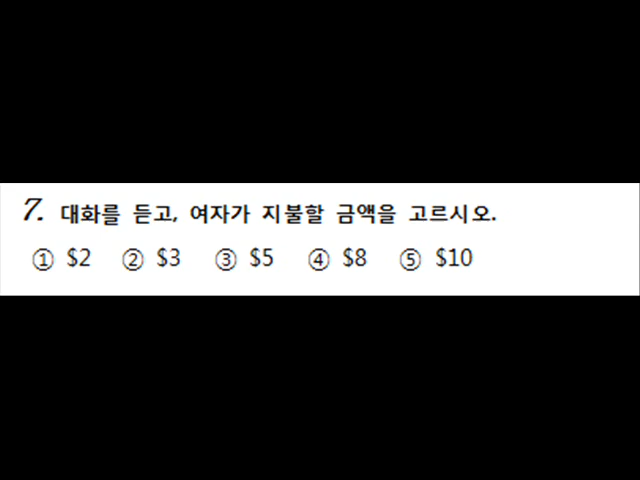 7. 대화를 듣고, 여자가 지불할 금액을 고르시오.
① $2 ② $3 ③ $5 ④ $8 ⑤ $10